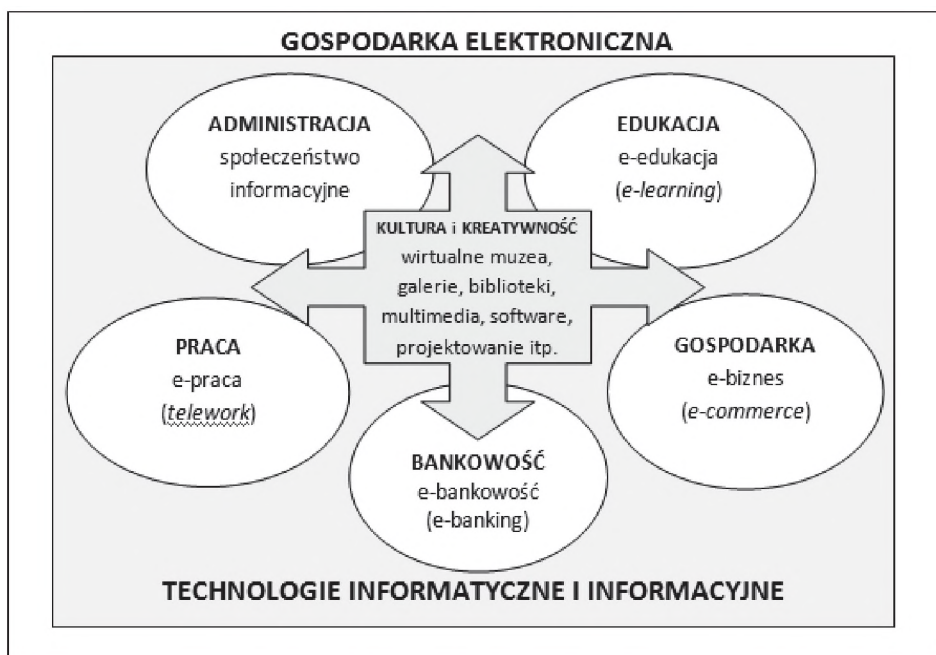 GOSPODARKA ELEKTRONICZNA
ADMINISTRACJA
społeczeństwo
informacyjne
EDUKACJA
e-edukacja
(e-learning)
KULTURA i KREATYWNOŚĆ
wirtualne muzea,
galerie, biblioteki,
multimedia, software,
projektowanie itp.
PRACA
e-praca
(telework)
GOSPODARKA
e-biznes
(e-commerce)
BANKOWOŚĆ
e-bankowość
(e-banking)
TECHNOLOGIE INFORMATYCZNE I INFORMACYJNE